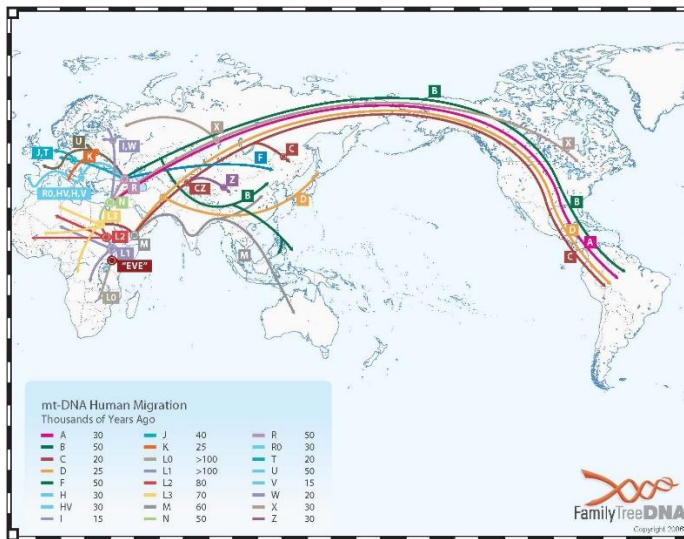 B
X
X
U
I,W
J,T
K
C
F
R
CZ
Z
R0,HV,H,V
N
B
D
B
L3
L2
M
D
A
L1
M
C
"EVE"
L0
mt-DNA Human Migration
Thousands of Years Ago
A 30 J 40 R 50
B 50 K 25 R0 30
C 20 L0 >100 T 20
D 25 L1 >100 U 50
F 50 L2 80 V 15
H 30 L3 70 W 20
HV 30 M 60 X 30
I 15 N 50 Z 30
FamilyTreeDNA
Copyright 2006